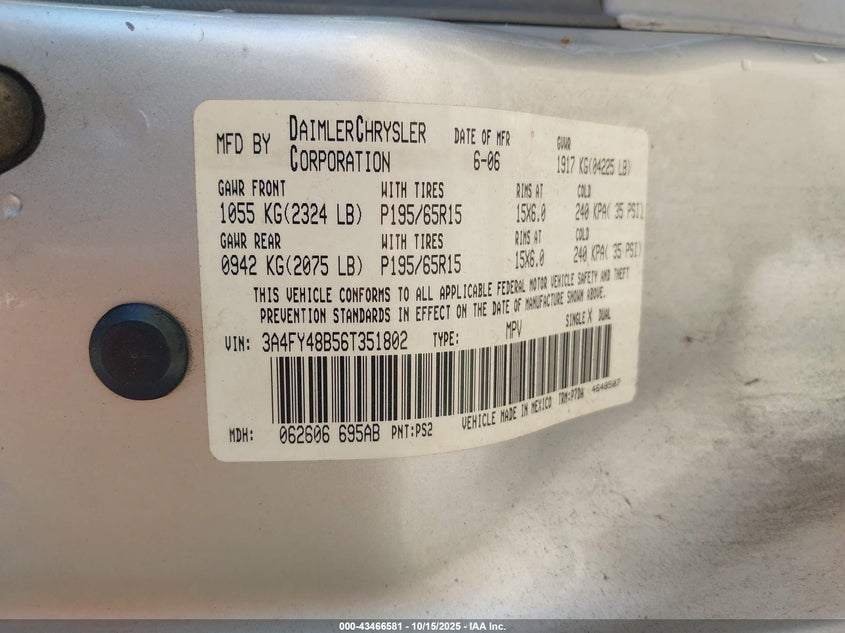 MFD BY DAIMLERCHRYSLER CORPORATION DATE OF MFR 6-06 GVWR 1917 KG(04225 LB)
GAWR FRONT WITH TIRES RIMS AT COLD
1055 KG(2324 LB) P195/65R15 15X6.0 240 KPA( 35 PSI)
GAWR REAR WITH TIRES RIMS AT COLD
0942 KG(2075 LB) P195/65R15 15X6.0 240 KPA( 35 PSI)
THIS VEHICLE CONFORMS TO ALL APPLICABLE FEDERAL MOTOR VEHICLE SAFETY AND THEFT
PREVENTION STANDARDS IN EFFECT ON THE DATE OF MANUFACTURE SHOWN ABOVE.
VIN: 3A4FY48B56T351802 TYPE: MPV SINGLE X DUAL
MDH: 062606 695AB PNT:PS2 VEHICLE MADE IN MEXICO TRM:P7DA 4648507
000-43466581 - 10/15/2025 - IAA Inc.